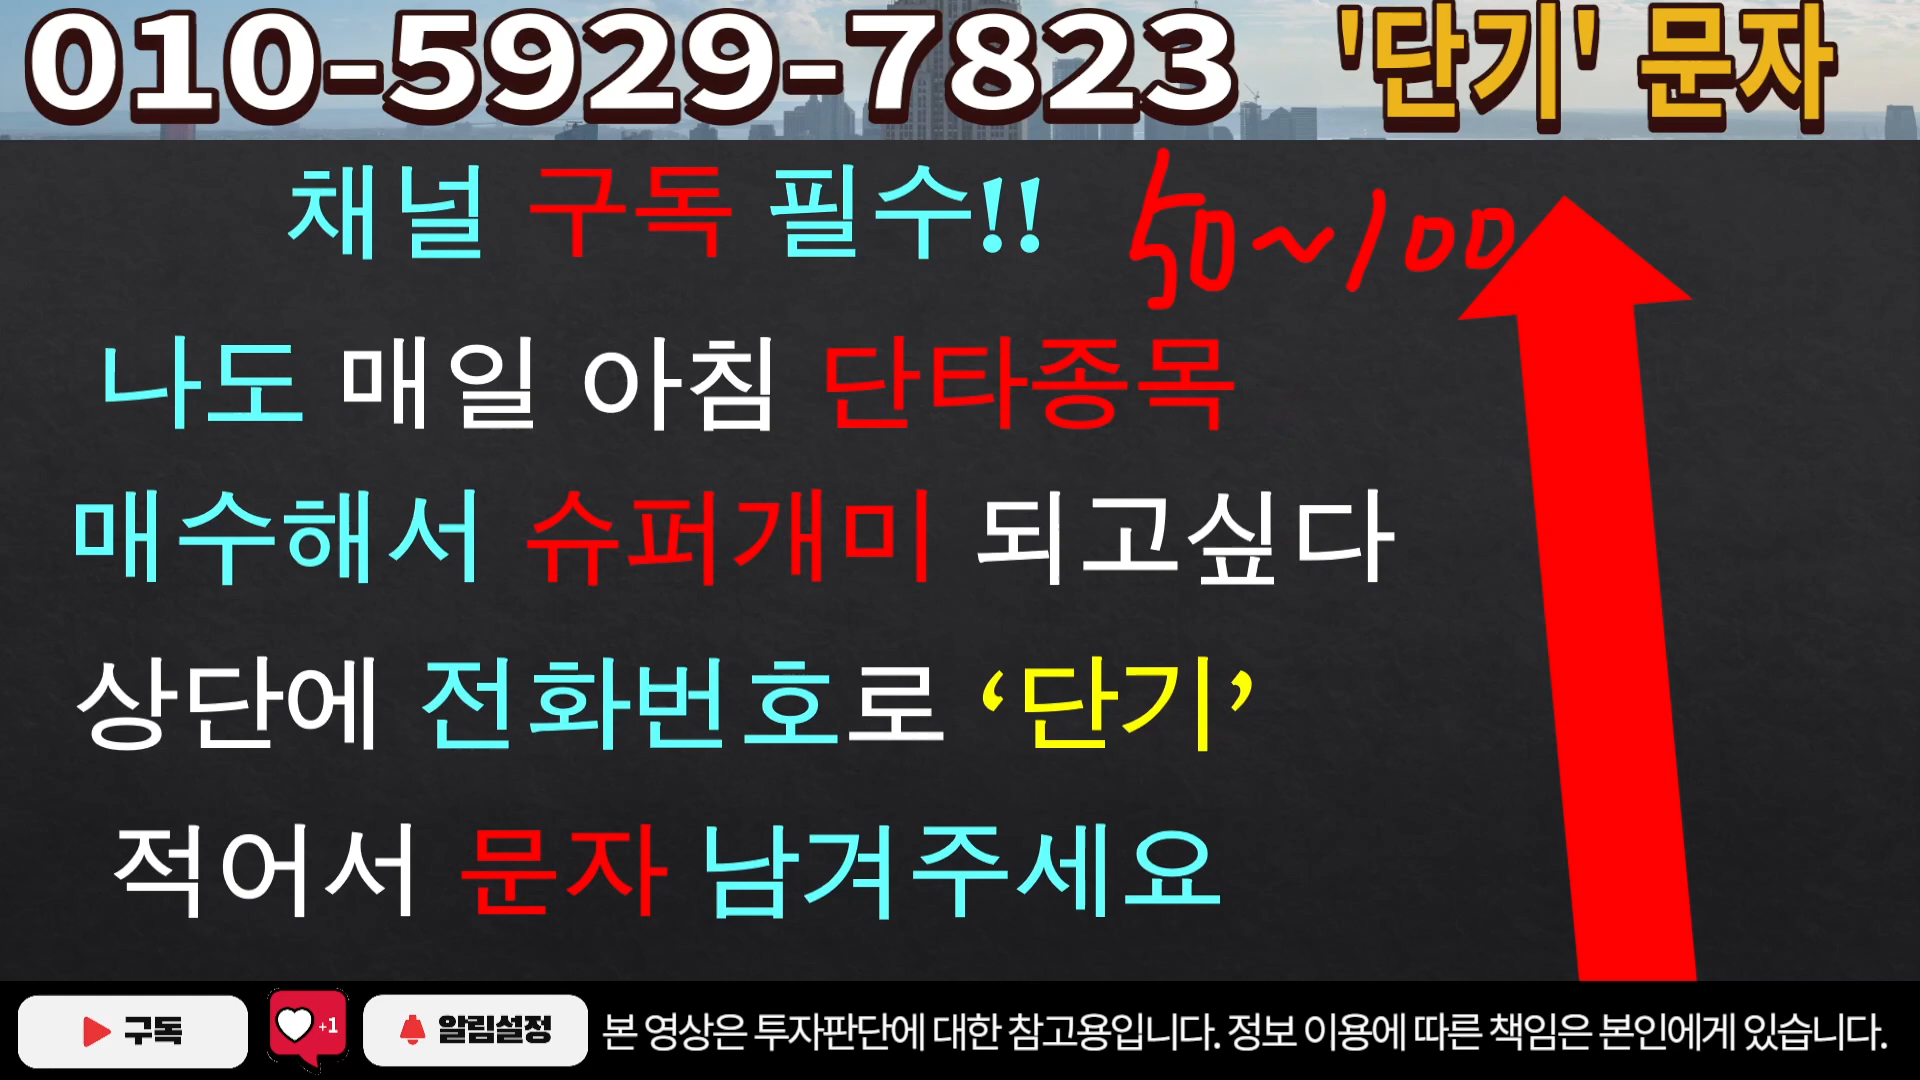 010-5929-7823 '단기' 문자
채널 구독 필수!! 50~100
나도 매일 아침 단타종목
매수해서 슈퍼개미 되고싶다
상단에 전화번호로 ‘단기’
적어서 문자 남겨주세요
구독 +1 알림설정 본 영상은 투자판단에 대한 참고용입니다. 정보 이용에 따른 책임은 본인에게 있습니다.